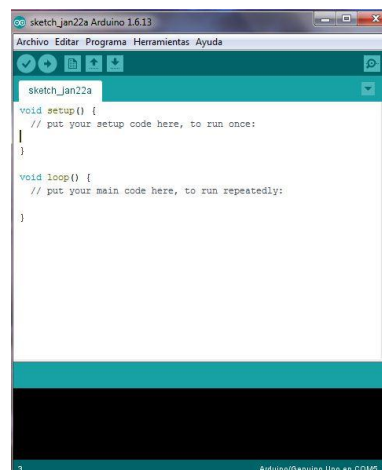 sketch_jan22a Arduino 1.6.13
Archivo Editar Programa Herramientas Ayuda
sketch_jan22a
void setup() {
// put your setup code here, to run once:
}
void loop() {
// put your main code here, to run repeatedly:
}
3 Arduino/Genuino Uno en COM5